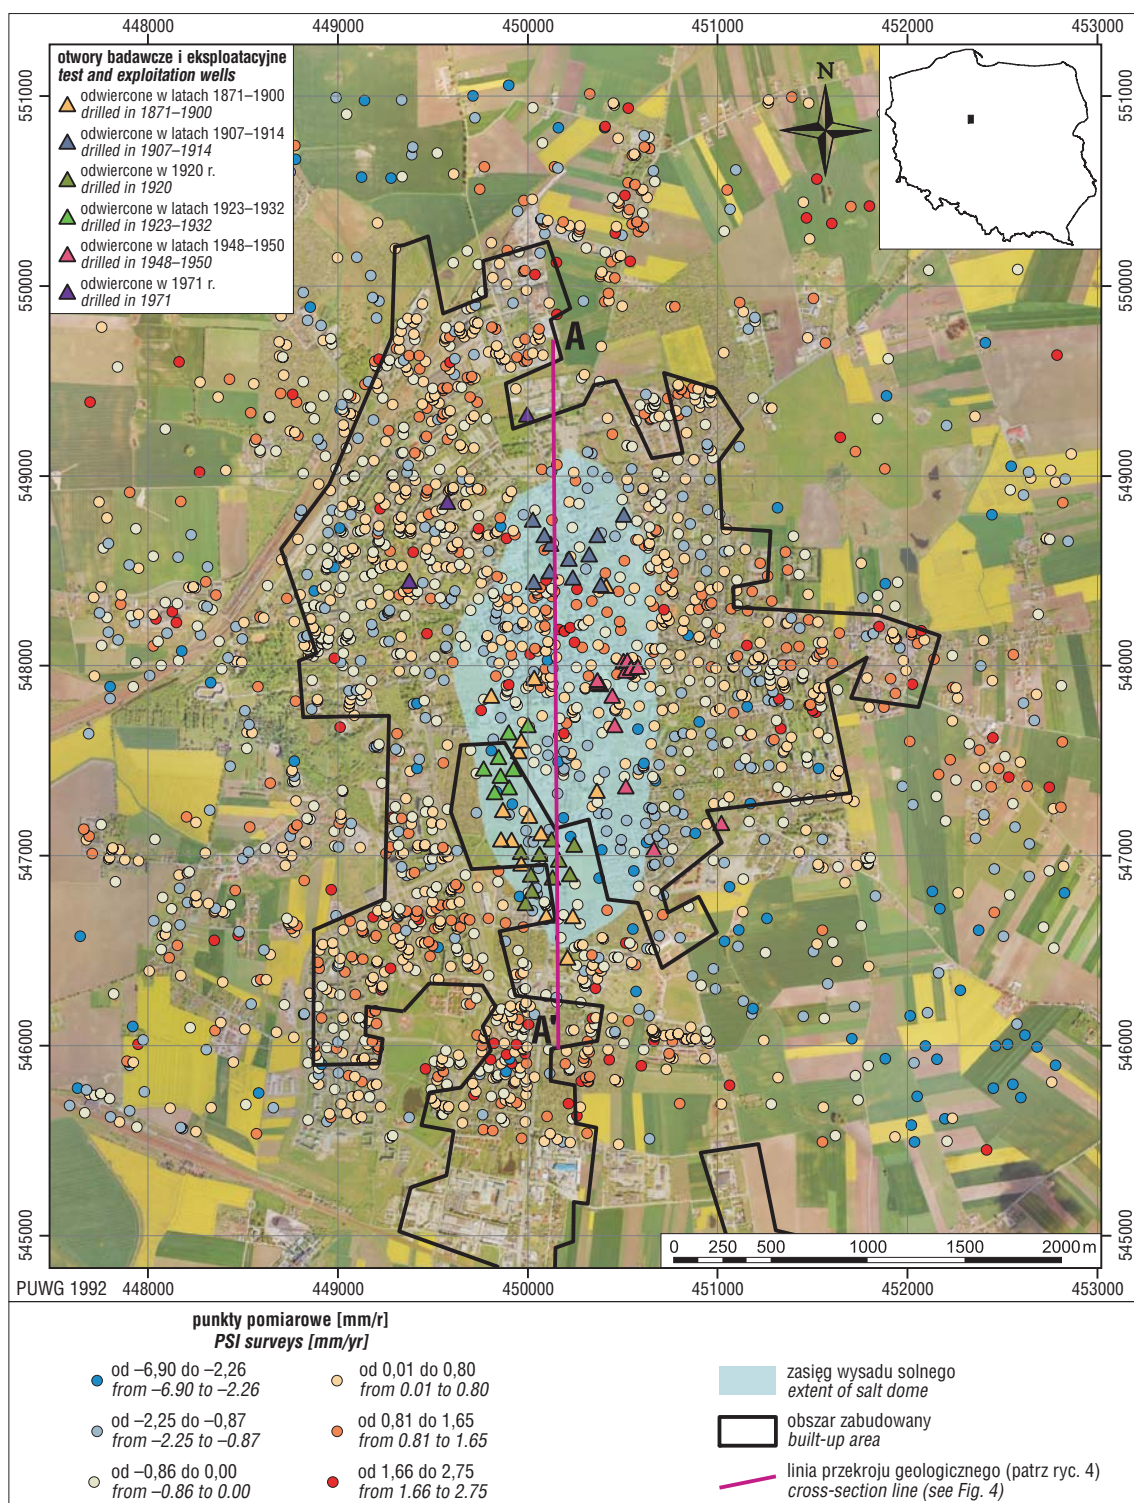 448000 449000 450000 451000 452000 453000
551000 551000
550000 550000
549000 549000
548000 548000
547000 547000
546000 546000
545000 545000
otwory badawcze i eksploatacyjne
test and exploitation wells
odwiercone w latach 1871–1900
drilled in 1871–1900
odwiercone w latach 1907–1914
drilled in 1907–1914
odwiercone w 1920 r.
drilled in 1920
odwiercone w latach 1923–1932
drilled in 1923–1932
odwiercone w latach 1948–1950
drilled in 1948–1950
odwiercone w 1971 r.
drilled in 1971
N
A
A'
0 250 500 1000 1500 2000 m
PUWG 1992
448000 449000 450000 451000 452000 453000
punkty pomiarowe [mm/r]
PSI surveys [mm/yr]
od –6,90 do –2,26
from –6.90 to –2.26
od –2,25 do –0,87
from –2.25 to –0.87
od –0,86 do 0,00
from –0.86 to 0.00
od 0,01 do 0,80
from 0.01 to 0.80
od 0,81 do 1,65
from 0.81 to 1.65
od 1,66 do 2,75
from 1.66 to 2.75
zasięg wysadu solnego
extent of salt dome
obszar zabudowany
built-up area
linia przekroju geologicznego (patrz ryc. 4)
cross-section line (see Fig. 4)